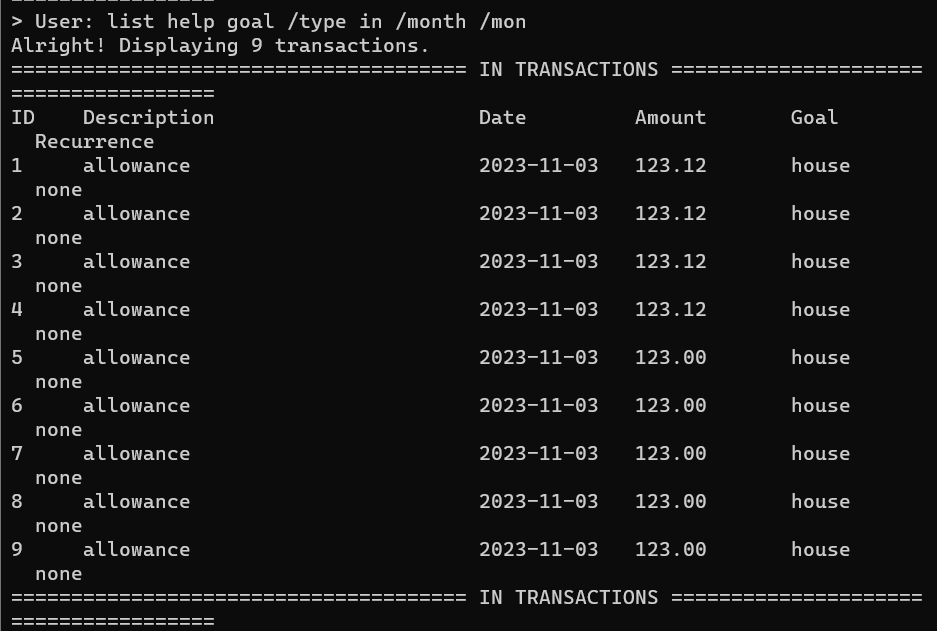 =================
> User: list help goal /type in /month /mon
Alright! Displaying 9 transactions.
====================================== IN TRANSACTIONS =====================
=================
ID    Description                      Date         Amount       Goal
  Recurrence
1     allowance                        2023-11-03   123.12       house
  none
2     allowance                        2023-11-03   123.12       house
  none
3     allowance                        2023-11-03   123.12       house
  none
4     allowance                        2023-11-03   123.12       house
  none
5     allowance                        2023-11-03   123.00       house
  none
6     allowance                        2023-11-03   123.00       house
  none
7     allowance                        2023-11-03   123.00       house
  none
8     allowance                        2023-11-03   123.00       house
  none
9     allowance                        2023-11-03   123.00       house
  none
====================================== IN TRANSACTIONS =====================
=================